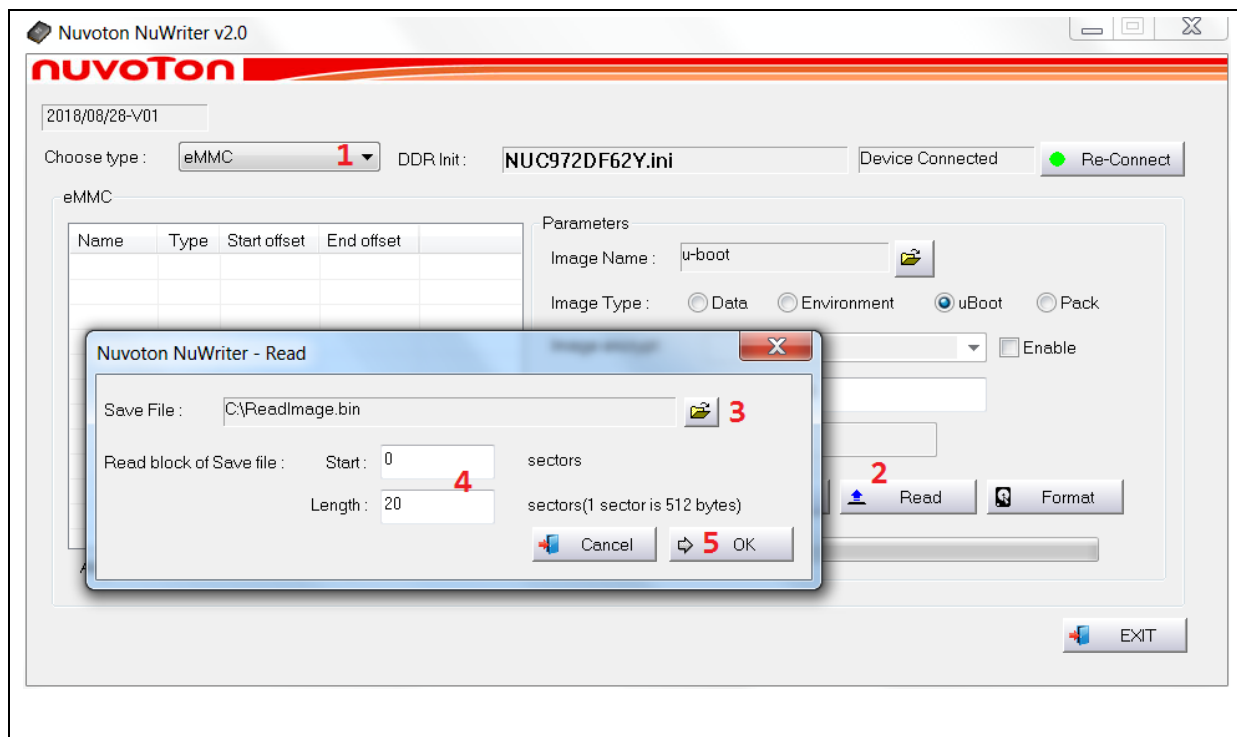 Nuvoton NuWriter v2.0
nuvoTon
2018/08/28-V01
Choose type : eMMC 1 DDR Init : NUC972DF62Y.ini Device Connected Re-Connect
eMMC
Name Type Start offset End offset
Parameters
Image Name : u-boot
Image Type : Data Environment uBoot Pack
Enable
Nuvoton NuWriter - Read
Save File : C:\ReadImage.bin 3
Read block of Save file : Start : 0 sectors
4
Length : 20 sectors(1 sector is 512 bytes)
Cancel 5 OK
2
Read Format
EXIT